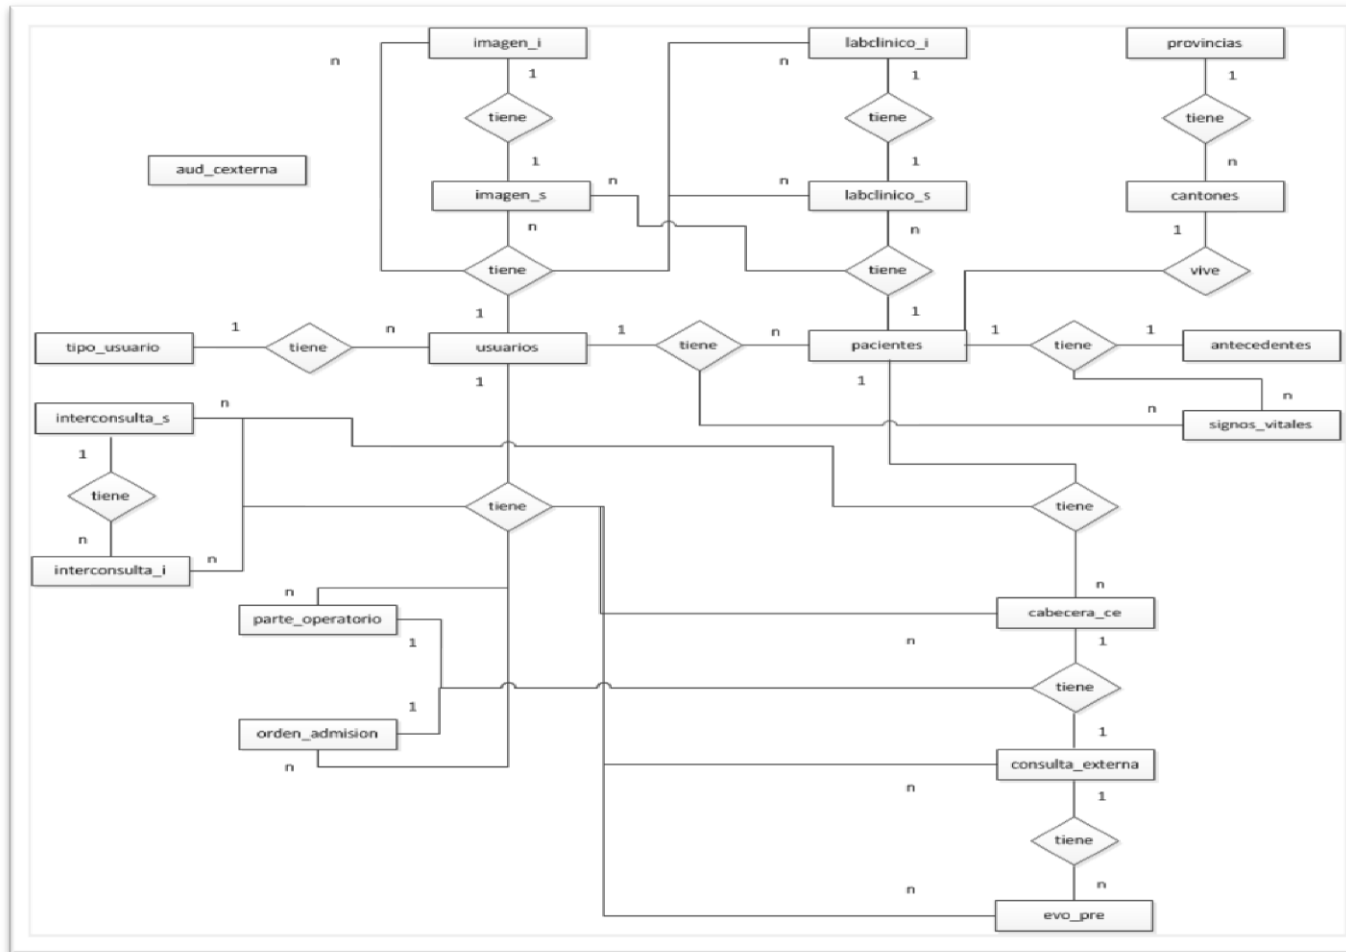 imagen_i
labclinico_i
provincias
n
n
1
1
1
tiene
tiene
tiene
aud_cexterna
1
1
n
imagen_s
n
n
labclinico_s
cantones
n
n
1
tiene
tiene
vive
1
1
tipo_usuario
1
tiene
n
usuarios
1
tiene
n
pacientes
1
tiene
1
antecedentes
1
1
n
interconsulta_s
n
n
signos_vitales
1
tiene
tiene
tiene
n
interconsulta_i
n
n
n
parte_operatorio
cabecera_ce
1
n
1
tiene
1
orden_admision
1
n
consulta_externa
n
1
tiene
n
n
evo_pre